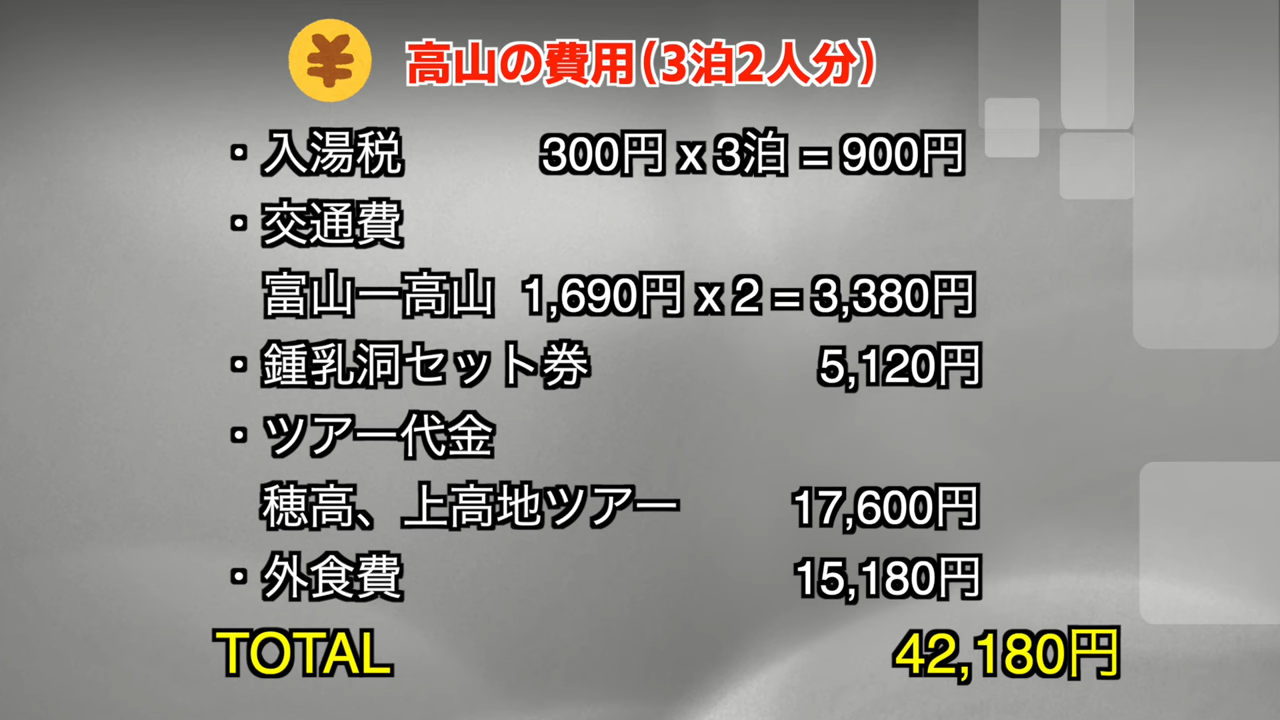 ¥ 高山の費用(3泊2人分)
・入湯税 300円 x 3泊 = 900円
・交通費
富山ー高山 1,690円 x 2 = 3,380円
・鍾乳洞セット券 5,120円
・ツアー代金
穂高、上高地ツアー 17,600円
・外食費 15,180円
TOTAL 42,180円